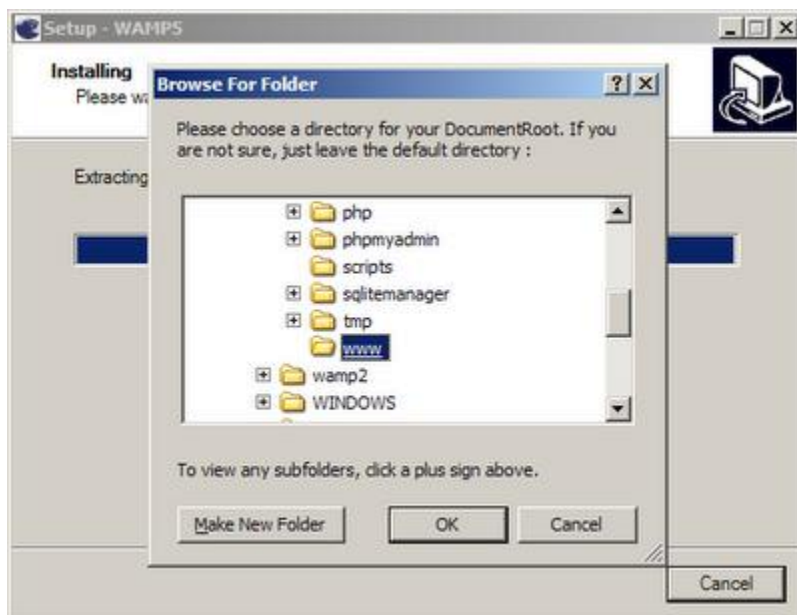 Setup - WAMP5
Installing
Please wa
Browse For Folder
Please choose a directory for your DocumentRoot. If you
are not sure, just leave the default directory :
Extracting
php
phpmyadmin
scripts
sqlitemanager
tmp
www
wamp2
WINDOWS
To view any subfolders, click a plus sign above.
Make New Folder
OK
Cancel
Cancel